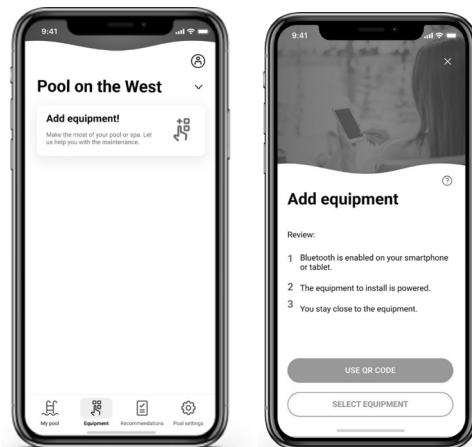 9:41
Pool on the West
Add equipment!
Make the most of your pool or spa. Let
us help you with the maintenance.
My pool
Equipment
Recommendations
Pool settings
9:41
Add equipment
Review:
1 Bluetooth is enabled on your smartphone
or tablet.
2 The equipment to install is powered.
3 You stay close to the equipment.
USE QR CODE
SELECT EQUIPMENT